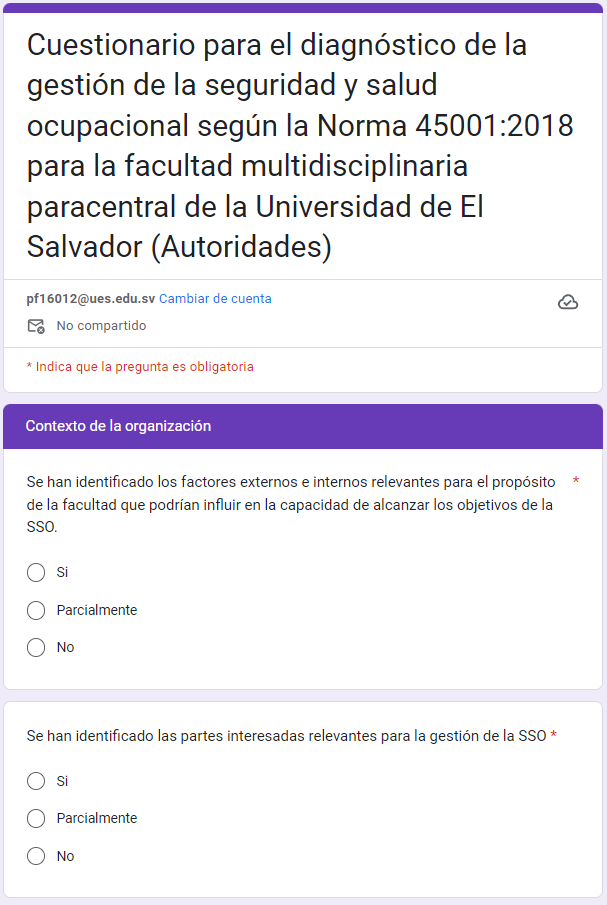 Cuestionario para el diagnóstico de la
gestión de la seguridad y salud
ocupacional según la Norma 45001:2018
para la facultad multidisciplinaria
paracentral de la Universidad de El
Salvador (Autoridades)
pf16012@ues.edu.sv Cambiar de cuenta
No compartido
* Indica que la pregunta es obligatoria
Contexto de la organización
Se han identificado los factores externos e internos relevantes para el propósito *
de la facultad que podrían influir en la capacidad de alcanzar los objetivos de la
SSO.
Si
Parcialmente
No
Se han identificado las partes interesadas relevantes para la gestión de la SSO *
Si
Parcialmente
No